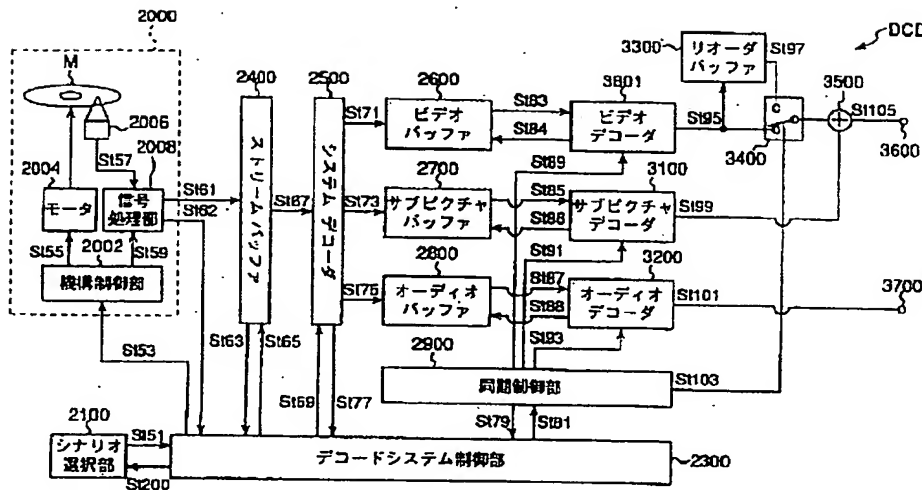 2000
DCD
M
2006
St57
2008
2004
モータ
信号
処理部
St55
2002
St59
機構制御部
St53
St61
St62
2400
ストリームバッファ
St67
St63
St65
2500
システムデコーダ
St71
St73
St75
St69
St77
2600
ビデオ
バッファ
St83
St84
3801
ビデオ
デコーダ
St89
St95
3300
リオーダ
バッファ
St97
C
3400
3500
St105
3600
2700
サブピクチャ
バッファ
St85
St86
3100
サブピクチャ
デコーダ
St91
St99
2800
オーディオ
バッファ
St87
St88
3200
オーディオ
デコーダ
St93
St101
3700
2900
同期制御部
St103
St79
St81
2100
シナリオ
選択部
St51
St200
デコードシステム制御部
2300